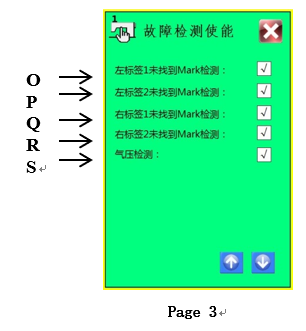 1
故障检测使能
O 左标签1未找到Mark检测：
P 左标签2未找到Mark检测：
Q 右标签1未找到Mark检测：
R 右标签2未找到Mark检测：
S 气压检测：
Page 3